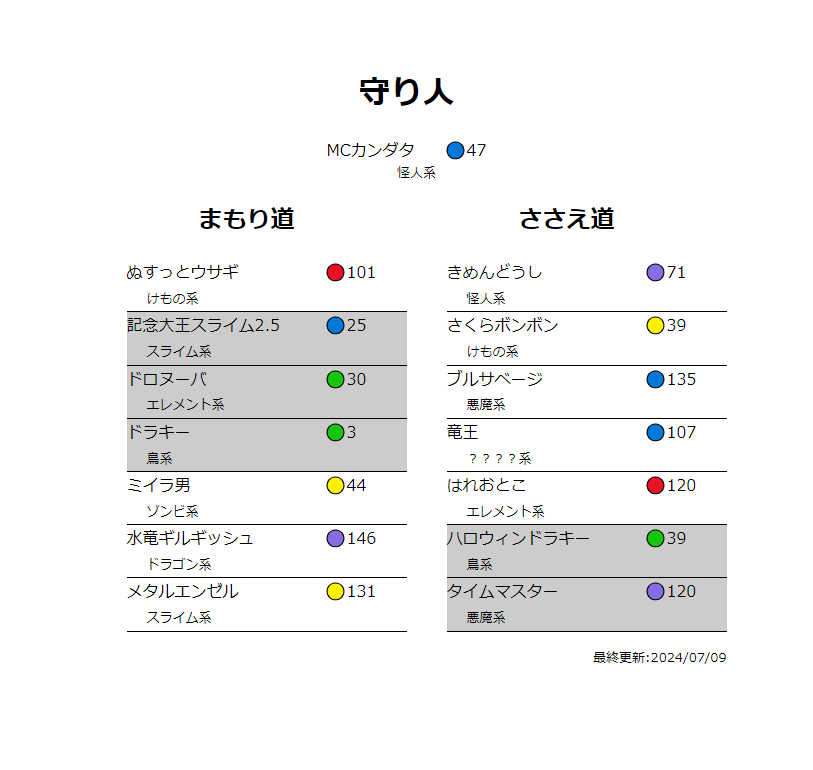 守り人
MCカンダタ 47
怪人系
まもり道
ぬすっとウサギ 101
けもの系
記念大王スライム2.5 25
スライム系
ドロヌーバ 30
エレメント系
ドラキー 3
鳥系
ミイラ男 44
ゾンビ系
水竜ギルギッシュ 146
ドラゴン系
メタルエンゼル 131
スライム系
ささえ道
きめんどうし 71
怪人系
さくらボンボン 39
けもの系
ブルサベージ 135
悪魔系
竜王 107
？？？？系
はれおとこ 120
エレメント系
ハロウィンドラキー 39
鳥系
タイムマスター 120
悪魔系
最終更新:2024/07/09